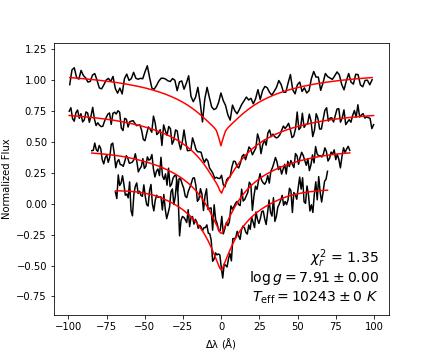 1.25
1.00
0.75
0.50
0.25
0.00
−0.25
−0.50
−0.75
Normalized Flux
χ²ᵣ = 1.35
log g = 7.91 ± 0.00
T_eff = 10243 ± 0 K
−100 −75 −50 −25 0 25 50 75 100
Δλ (Å)